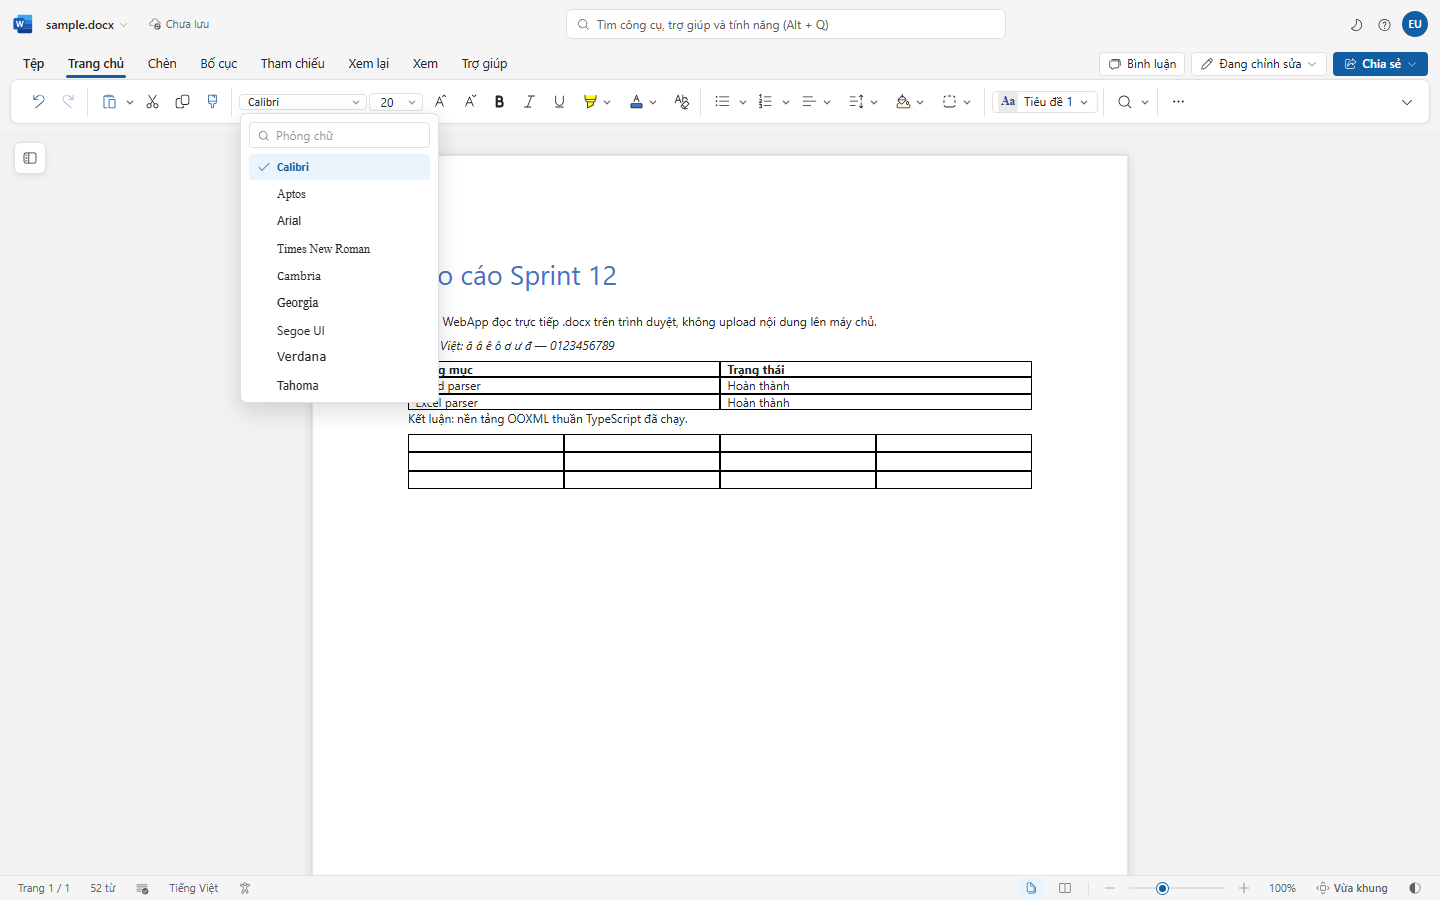 sample.docx
Chưa lưu
Tìm công cụ, trợ giúp và tính năng (Alt + Q)
EU
Tệp
Trang chủ
Chèn
Bố cục
Tham chiếu
Xem lại
Xem
Trợ giúp
Bình luận
Đang chỉnh sửa
Chia sẻ
Calibri
20
Aa Tiêu đề 1
Phông chữ
Calibri
Aptos
Arial
Times New Roman
Cambria
Georgia
Segoe UI
Verdana
Tahoma
o cáo Sprint 12
WebApp đọc trực tiếp .docx trên trình duyệt, không upload nội dung lên máy chủ.
Việt: ă â ê ô ơ ư đ — 0123456789
g mục
Trạng thái
d parser
Hoàn thành
Excel parser
Hoàn thành
Kết luận: nền tảng OOXML thuần TypeScript đã chạy.
Trang 1 / 1
52 từ
Tiếng Việt
100%
Vừa khung